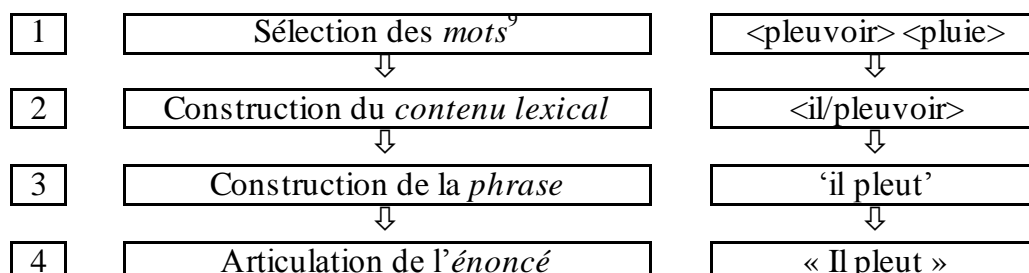 1 Sélection des mots⁹ <pleuvoir> <pluie>
⇩ ⇩
2 Construction du contenu lexical <il/pleuvoir>
⇩ ⇩
3 Construction de la phrase ‘il pleut’
⇩ ⇩
4 Articulation de l’énoncé « Il pleut »